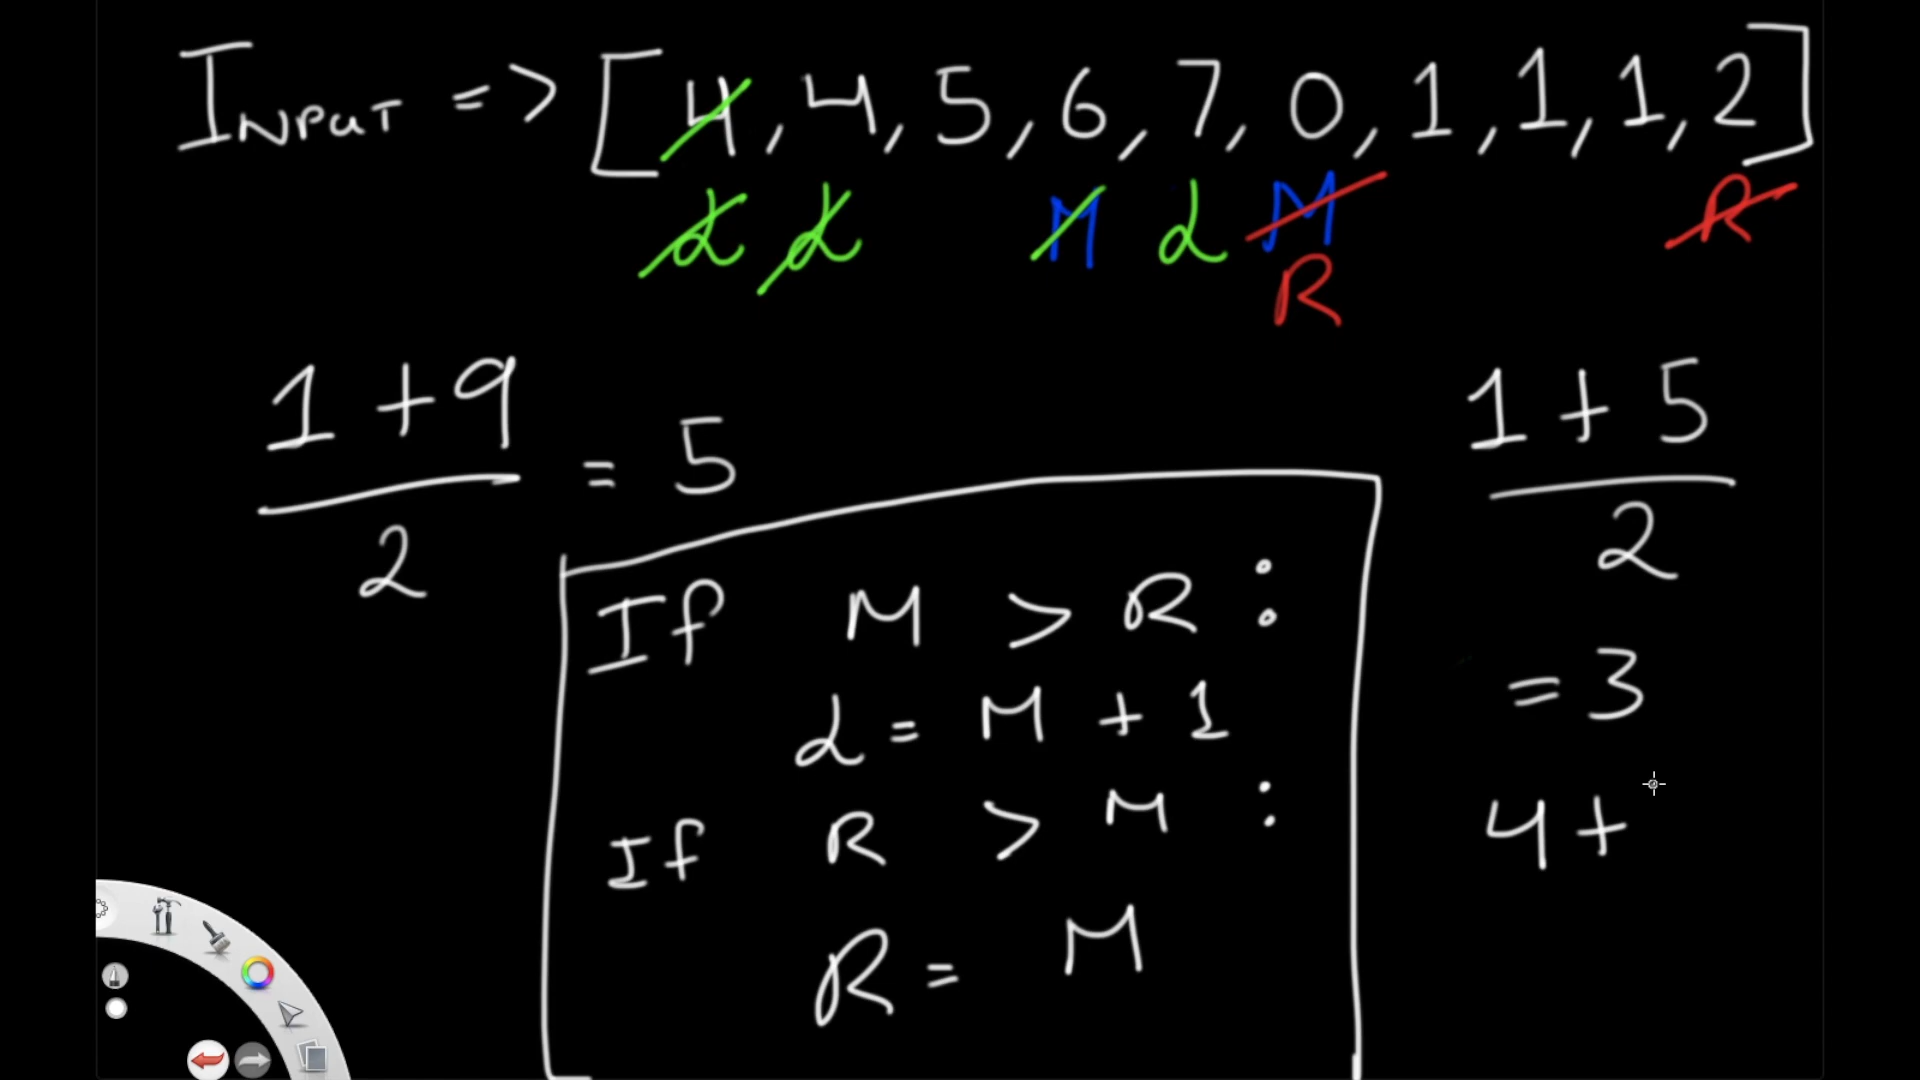 Input => [4, 4, 5, 6, 7, 0, 1, 1, 1, 2]
L L M L M R
R
1+9
2
= 5
1+5
2
= 3
4+
If M > R :
L = M + 1
If R > M :
R = M